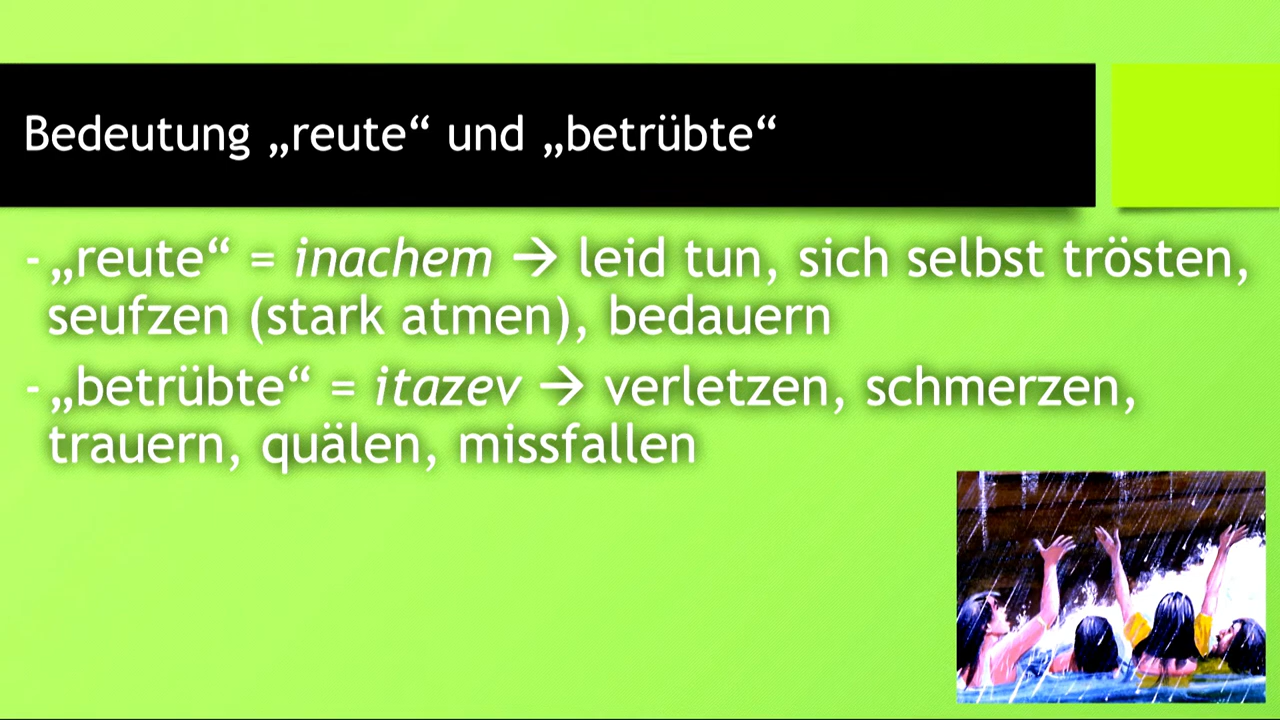 Bedeutung „reute“ und „betrübte“
- „reute“ = inachem → leid tun, sich selbst trösten,
seufzen (stark atmen), bedauern
- „betrübte“ = itazev → verletzen, schmerzen,
trauern, quälen, missfallen